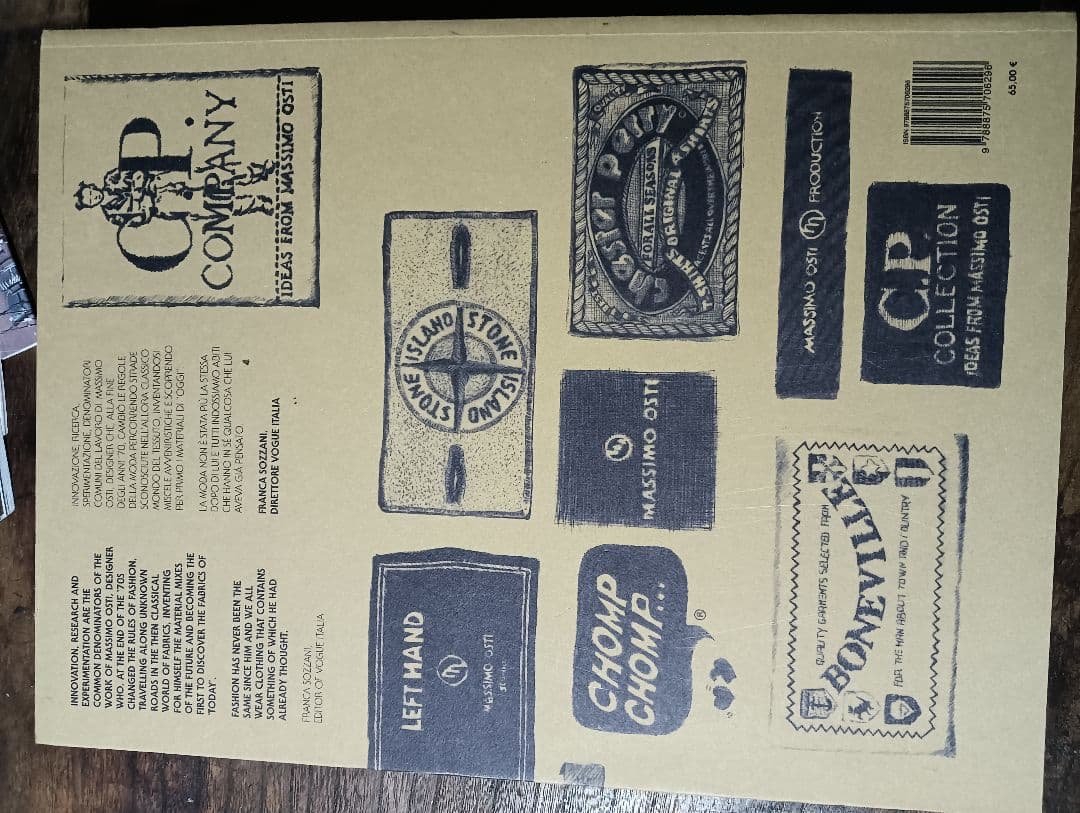 INNOVATION, RESEARCH AND
EXPERIMENTATION ARE THE
COMMON DENOMINATORS OF THE
WORK OF MASSIMO OSTI, DESIGNER
WHO, AT THE END OF THE '70S
CHANGED THE RULES OF FASHION,
TRAVELLING ALONG UNKNOWN
ROADS IN THE THEN CLASSICAL
WORLD OF FABRICS, INVENTING
FOR HIMSELF THE MATERIAL MIXES
OF THE FUTURE AND BECOMING THE
FIRST TO DISCOVER THE FABRICS OF
TODAY.
FASHION HAS NEVER BEEN THE
SAME SINCE HIM AND WE ALL
WEAR CLOTHING THAT CONTAINS
SOMETHING OF WHICH HE HAD
ALREADY THOUGHT.
FRANCA SOZZANI,
EDITOR OF VOGUE ITALIA
INNOVAZIONE, RICERCA,
SPERIMENTAZIONE, DENOMINATORI
COMUNI DEL LAVORO DI MASSIMO
OSTI, DESIGNER CHE, ALLA FINE
DEGLI ANNI '70, CAMBIÒ LE REGOLE
DELLA MODA PERCORRENDO STRADE
SCONOSCIUTE NELL'ALLORA CLASSICO
MONDO DEL TESSUTO, INVENTANDOSI
MISCELE AVVENIRISTICHE E SCOPRENDO
PER PRIMO I MATERIALI DI "OGGI"
LA MODA NON È STATA PIÙ LA STESSA
DOPO DI LUI E TUTTI INDOSSIAMO ABITI
CHE HANNO IN SÉ QUALCOSA CHE LUI
AVEVA GIÀ PENSATO.
FRANCA SOZZANI,
DIRETTORE VOGUE ITALIA
C.P.
COMPANY
IDEAS FROM MASSIMO OSTI
LEFT HAND
MASSIMO OSTI
STONE ISLAND
STONE ISLAND
chester perry
FOR ALL SEASONS
T-SHIRTS ORIGINAL & SHORTS
CHOMP
CHOMP...
®
MASSIMO OSTI
MASSIMO OSTI PRODUCTION
QUALITY GARMENTS SELECTED FROM
BONEVILLE
FOR THE MAN ABOUT TOWN AND COUNTRY
C.P.
COLLECTION
IDEAS FROM MASSIMO OSTI
ISBN 9788875706296
9 788875 706296
65,00 €